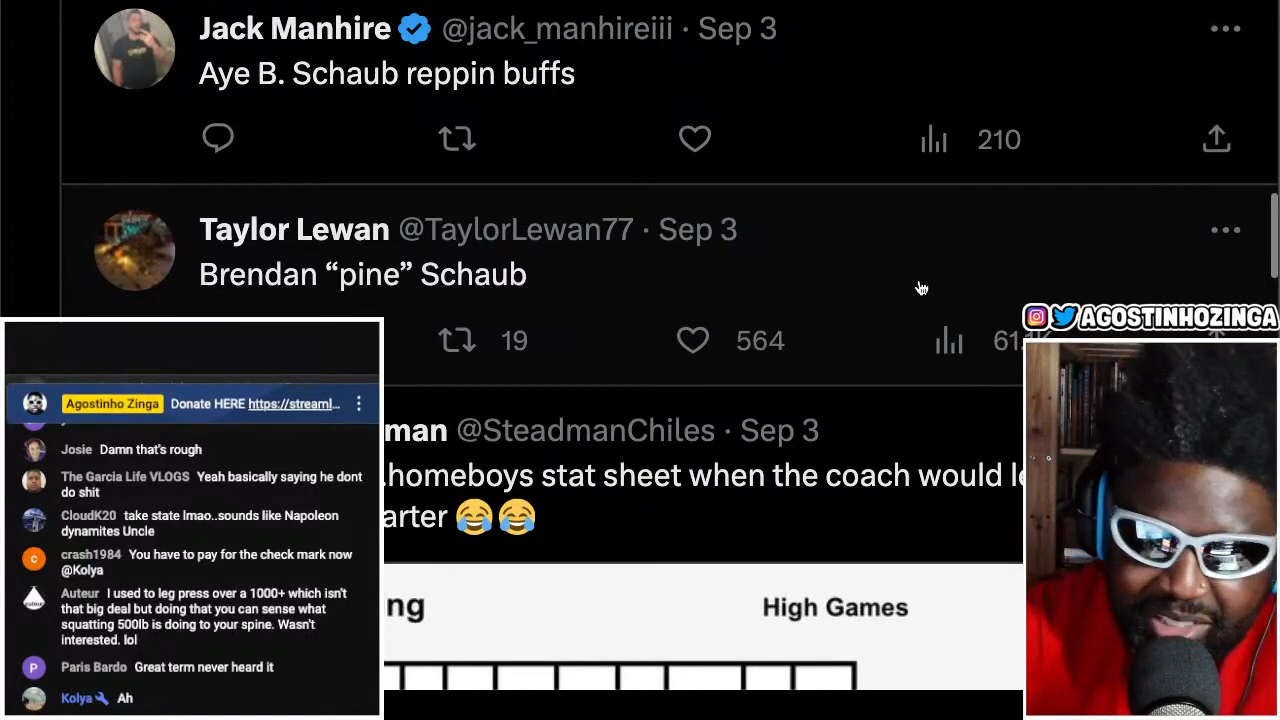 Jack Manhire @jack_manhireiii · Sep 3
Aye B. Schaub reppin buffs
210
Taylor Lewan @TaylorLewan77 · Sep 3
Brendan “pine” Schaub
19 564
man @SteadmanChiles · Sep 3
homeboys stat sheet when the coach would
arter 😂😂
ng High Games
AGOSTINHOZINGA
Agostinho Zinga Donate HERE https://streaml...
Josie Damn that's rough
The Garcia Life VLOGS Yeah basically saying he dont
do shit
CloudK20 take state lmao..sounds like Napoleon
dynamites Uncle
crash1984 You have to pay for the check mark now
@Kolya
Auteur I used to leg press over a 1000+ which isn't
that big deal but doing that you can sense what
squatting 500lb is doing to your spine. Wasn't
interested. lol
Paris Bardo Great term never heard it
Kolya Ah